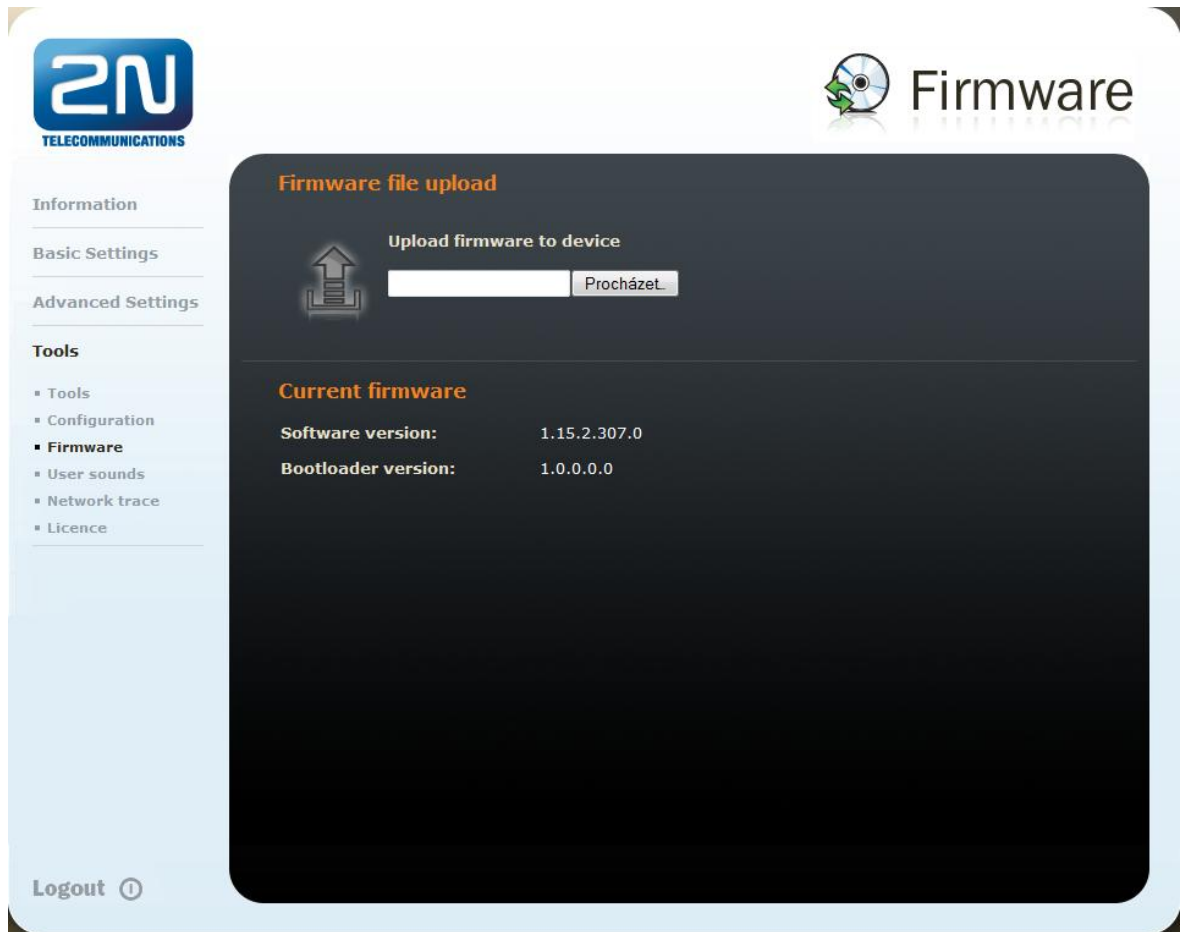 2N
TELECOMMUNICATIONS
Firmware
Information
Basic Settings
Advanced Settings
Tools
Tools
Configuration
Firmware
User sounds
Network trace
Licence
Logout
Firmware file upload
Upload firmware to device
Procházet..
Current firmware
Software version: 1.15.2.307.0
Bootloader version: 1.0.0.0.0